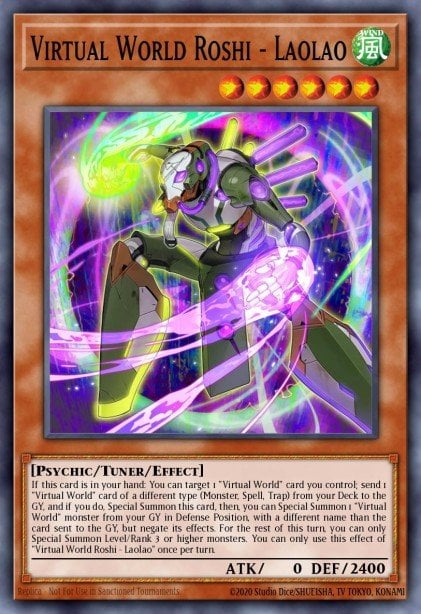 Virtual World Roshi - Laolao
WIND
風
[Psychic/Tuner/Effect]
If this card is in your hand: You can target 1 "Virtual World" card you control; send 1
"Virtual World" card of a different type (Monster, Spell, Trap) from your Deck to the
GY, and if you do, Special Summon this card, then, you can Special Summon 1 "Virtual
World" monster from your GY in Defense Position, with a different name than the
card sent to the GY, but negate its effects. For the rest of this turn, you can only
Special Summon Level/Rank 3 or higher monsters. You can only use this effect of
"Virtual World Roshi - Laolao" once per turn.
ATK/ 0 DEF/2400
Replica - Not For Use in Sanctioned Tournaments
©2020 Studio Dice/SHUEISHA, TV TOKYO, KONAMI